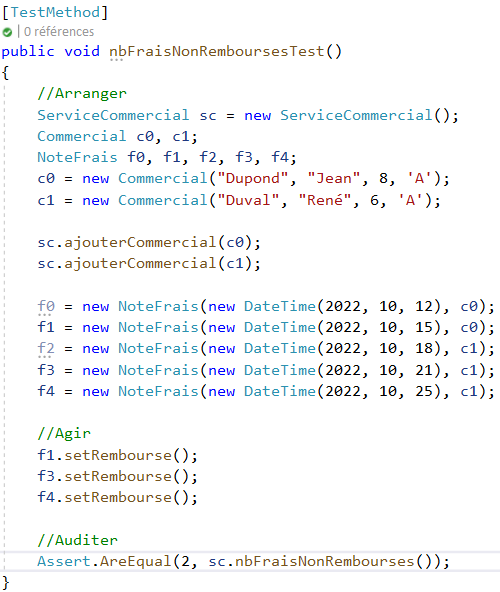 [TestMethod]
| 0 références
public void nbFraisNonRemboursesTest()
{
//Arranger
ServiceCommercial sc = new ServiceCommercial();
Commercial c0, c1;
NoteFrais f0, f1, f2, f3, f4;
c0 = new Commercial("Dupond", "Jean", 8, 'A');
c1 = new Commercial("Duval", "René", 6, 'A');
sc.ajouterCommercial(c0);
sc.ajouterCommercial(c1);
f0 = new NoteFrais(new DateTime(2022, 10, 12), c0);
f1 = new NoteFrais(new DateTime(2022, 10, 15), c0);
f2 = new NoteFrais(new DateTime(2022, 10, 18), c1);
f3 = new NoteFrais(new DateTime(2022, 10, 21), c1);
f4 = new NoteFrais(new DateTime(2022, 10, 25), c1);
//Agir
f1.setRembourse();
f3.setRembourse();
f4.setRembourse();
//Auditer
Assert.AreEqual(2, sc.nbFraisNonRembourses());
}